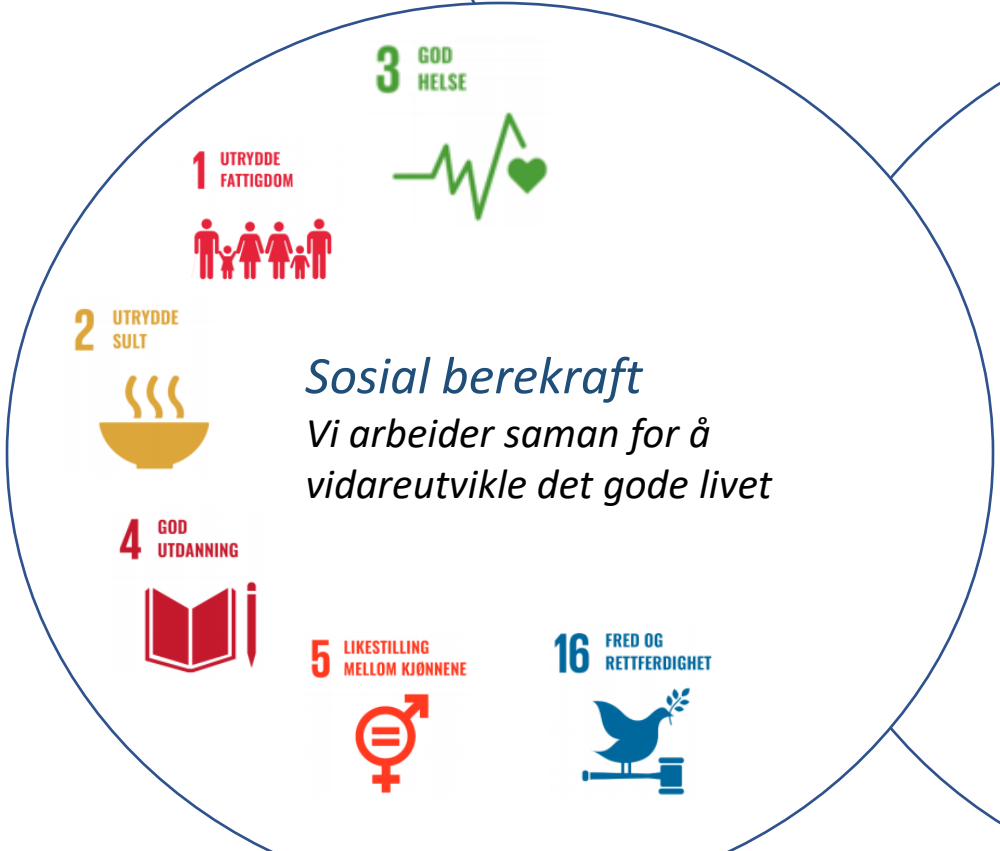 3 GOD
HELSE
1 UTRYDDE
FATTIGDOM
2 UTRYDDE
SULT
Sosial berekraft
Vi arbeider saman for å
vidareutvikle det gode livet
4 GOD
UTDANNING
5 LIKESTILLING
MELLOM KJØNNENE
16 FRED OG
RETTFERDIGHET